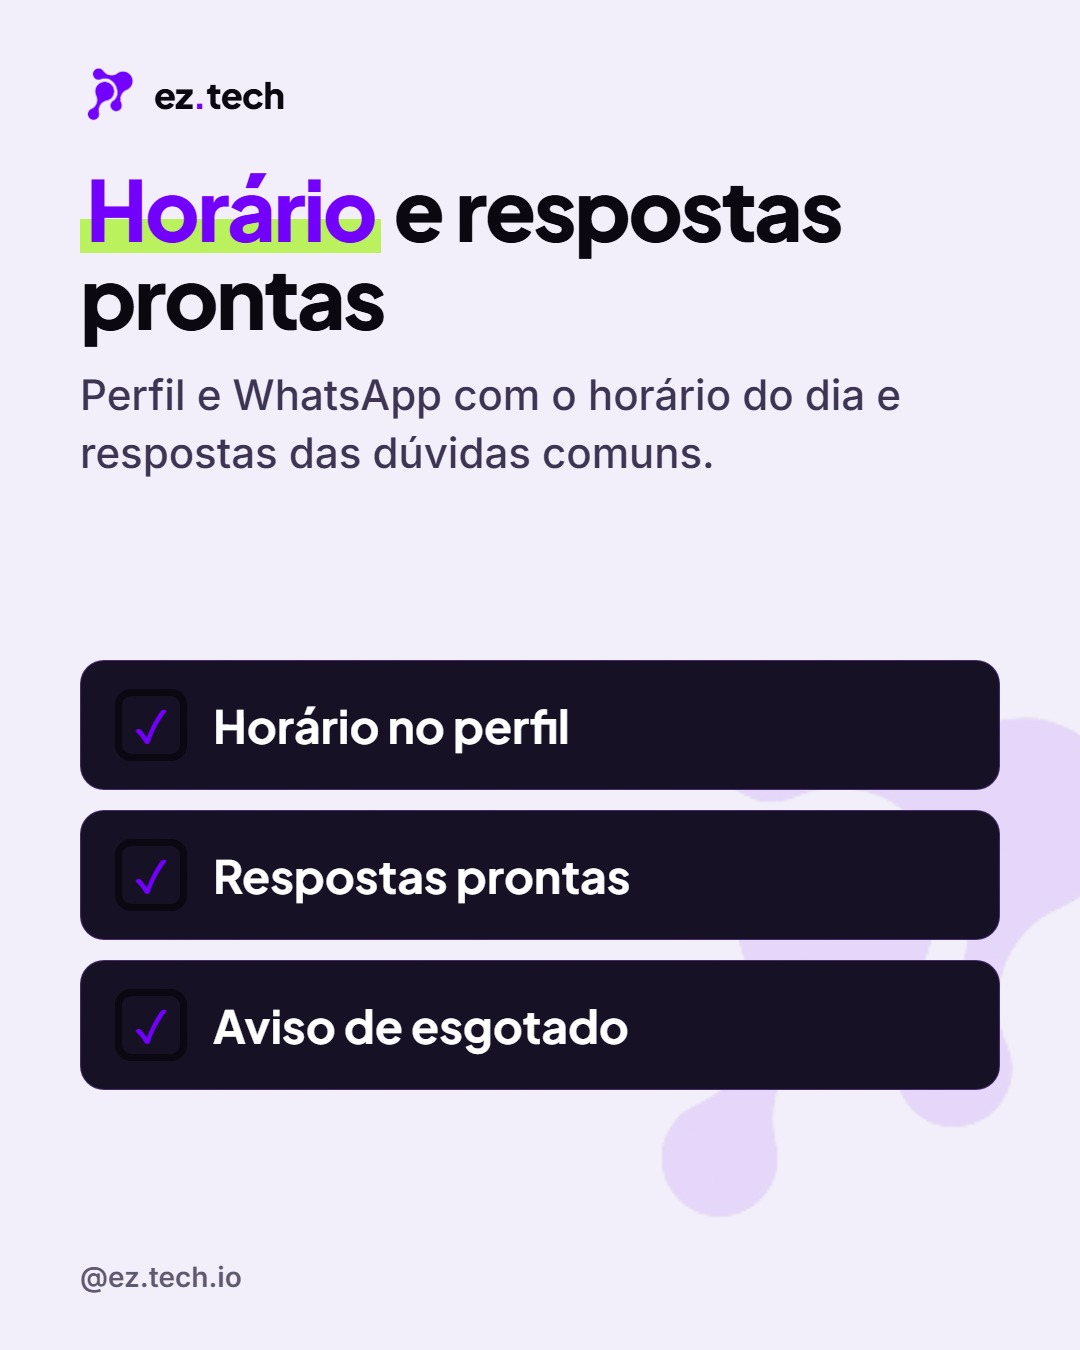 ez.tech
Horário e respostas
prontas
Perfil e WhatsApp com o horário do dia e
respostas das dúvidas comuns.
✓ Horário no perfil
✓ Respostas prontas
✓ Aviso de esgotado
@ez.tech.io